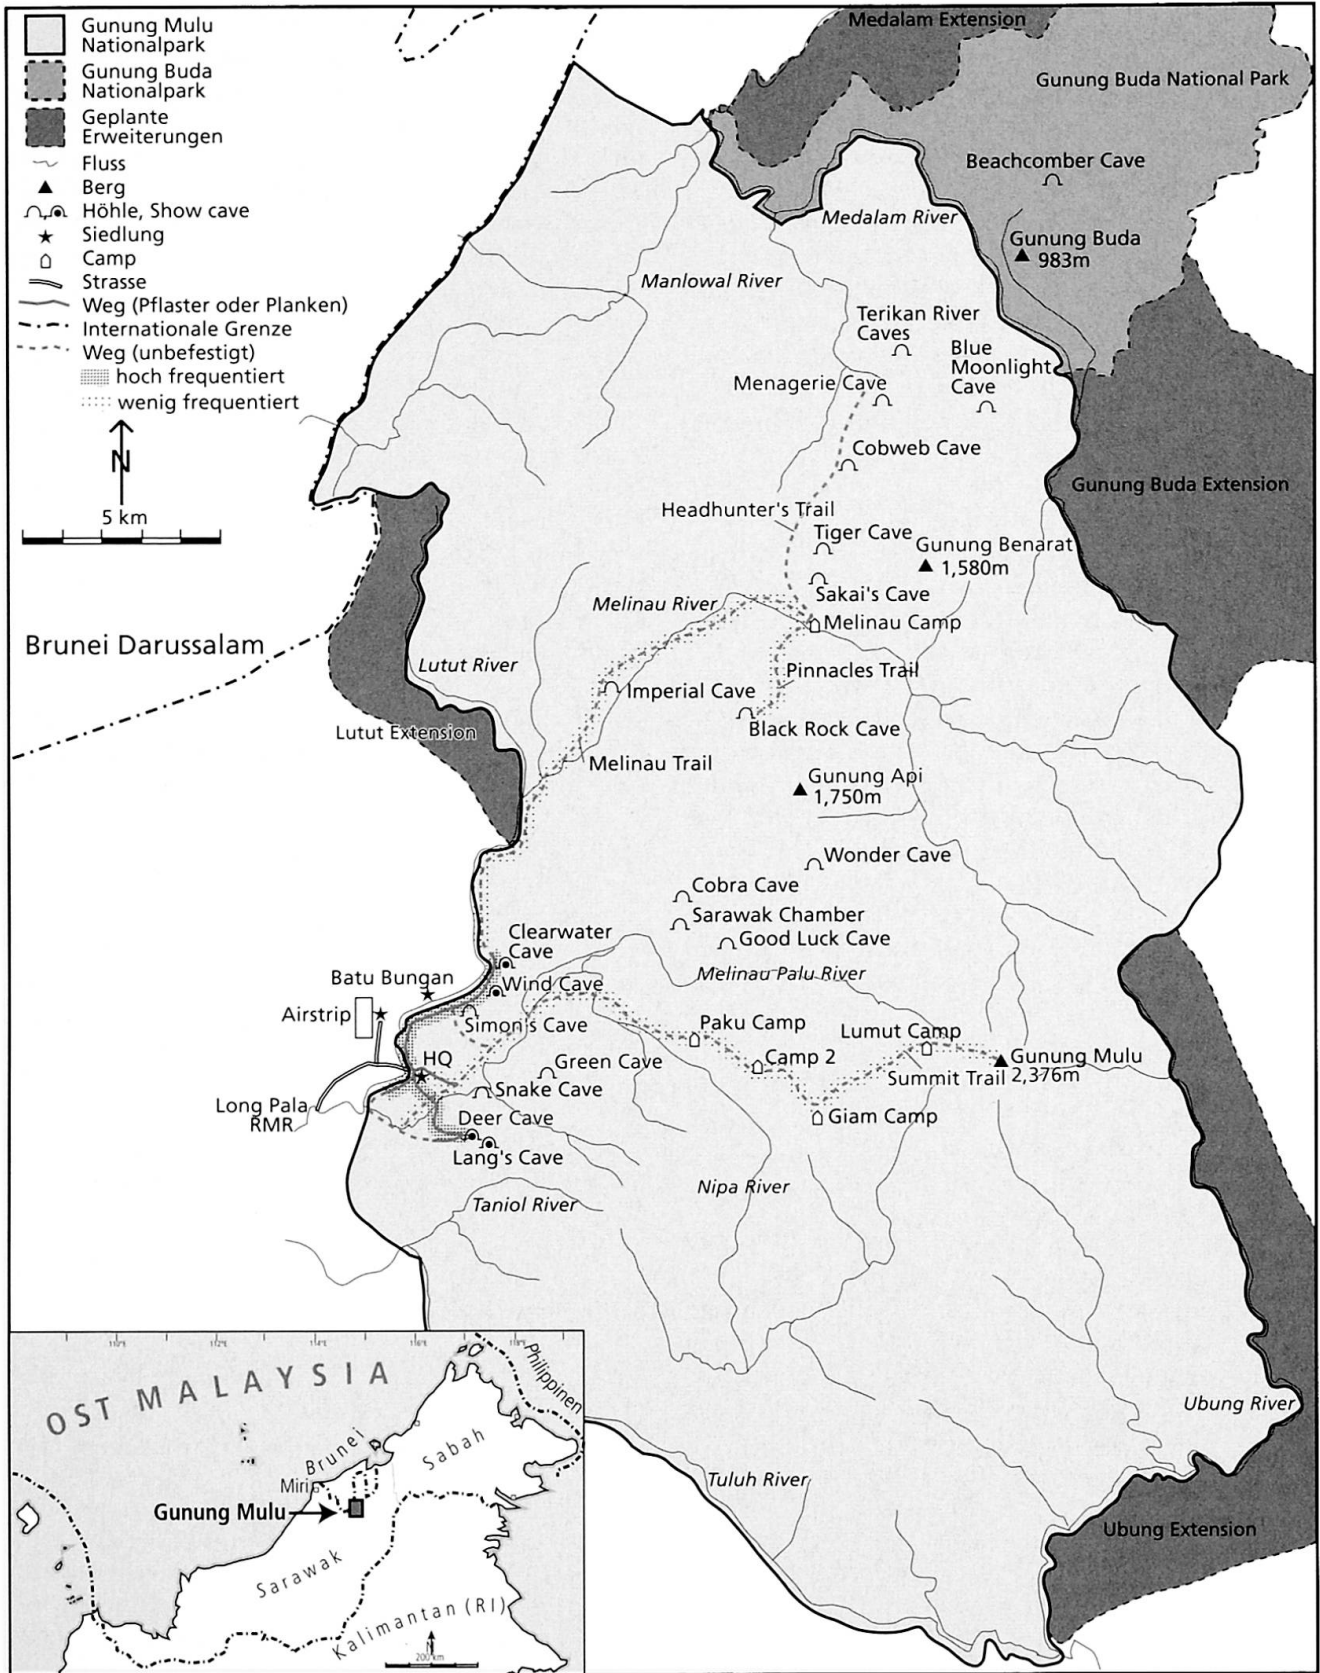 Gunung Mulu
Nationalpark
Gunung Buda
Nationalpark
Geplante
Erweiterungen
Fluss
Berg
Höhle, Show cave
Siedlung
Camp
Strasse
Weg (Pflaster oder Planken)
Internationale Grenze
Weg (unbefestigt)
hoch frequentiert
wenig frequentiert
N
5 km
Medalam Extension
Gunung Buda National Park
Beachcomber Cave
Medalam River
Gunung Buda
983m
Manlowal River
Terikan River
Caves
Blue
Moonlight
Cave
Menagerie Cave
Cobweb Cave
Gunung Buda Extension
Headhunter's Trail
Tiger Cave
Gunung Benarat
1,580m
Sakai's Cave
Melinau River
Melinau Camp
Brunei Darussalam
Lutut River
Pinnacles Trail
Imperial Cave
Black Rock Cave
Lutut Extension
Melinau Trail
Gunung Api
1,750m
Wonder Cave
Cobra Cave
Sarawak Chamber
Good Luck Cave
Clearwater
Cave
Melinau Palu River
Batu Bungan
Wind Cave
Airstrip
Simon's Cave
Paku Camp
Lumut Camp
HQ
Green Cave
Camp 2
Gunung Mulu
2,376m
Summit Trail
Snake Cave
Long Pala
RMR
Deer Cave
Giam Camp
Lang's Cave
Nipa River
Taniol River
Ubung River
Tuluh River
Ubung Extension
110°E
112°E
114°E
116°E
118°E
OST MALAYSIA
Philippinen
Brunei
Sabah
Miri
Gunung Mulu
Sarawak
Kalimantan (RI)
N
200 km